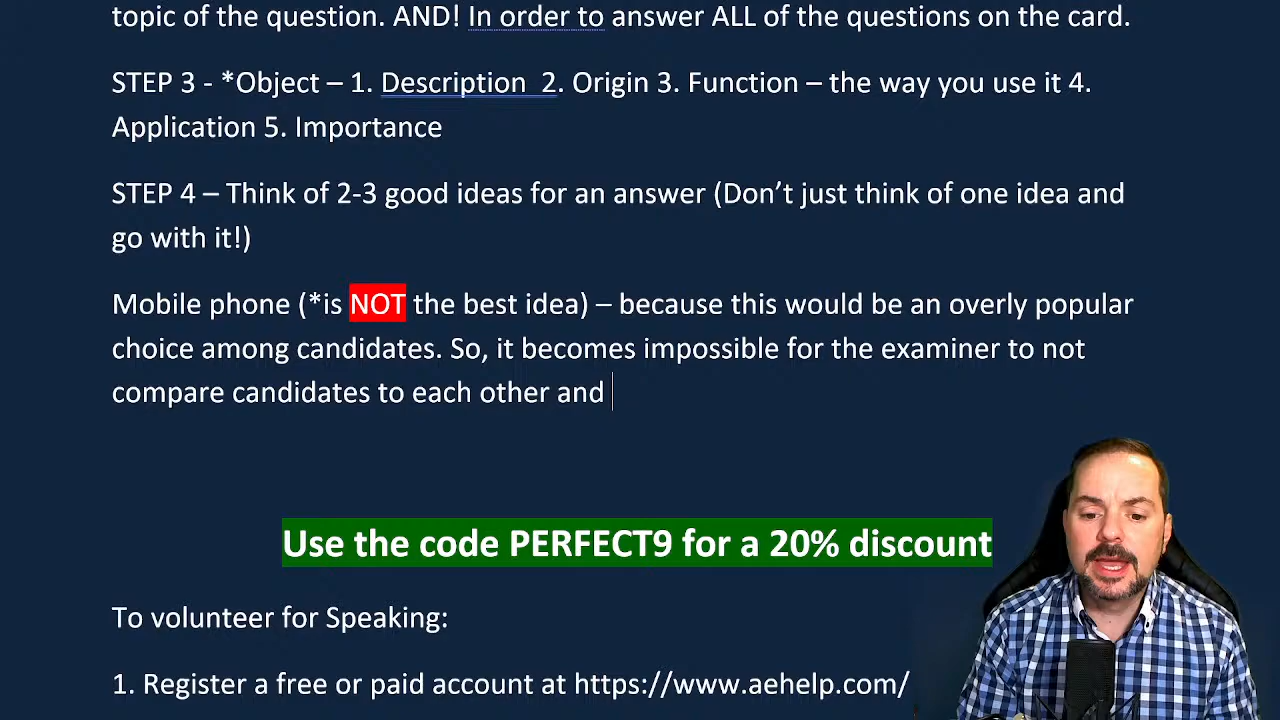 topic of the question. AND! In order to answer ALL of the questions on the card.
STEP 3 - *Object – 1. Description  2. Origin 3. Function – the way you use it 4.
Application 5. Importance
STEP 4 – Think of 2-3 good ideas for an answer (Don’t just think of one idea and
go with it!)
Mobile phone (*is NOT the best idea) – because this would be an overly popular
choice among candidates. So, it becomes impossible for the examiner to not
compare candidates to each other and
Use the code PERFECT9 for a 20% discount
To volunteer for Speaking:
1. Register a free or paid account at https://www.aehelp.com/